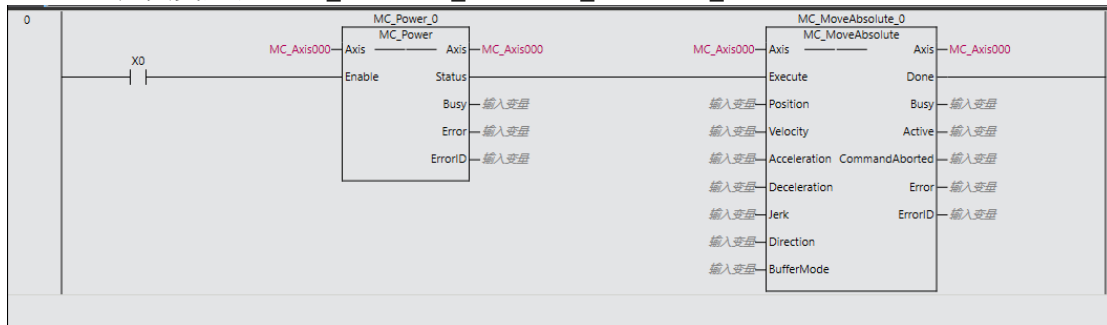 0 MC_Power_0 MC_MoveAbsolute_0
MC_Power MC_MoveAbsolute
MC_Axis000 Axis Axis MC_Axis000 MC_Axis000 Axis Axis MC_Axis000
X0
Enable Status Execute Done
Busy 输入变量 输入变量 Position Busy 输入变量
Error 输入变量 输入变量 Velocity Active 输入变量
ErrorID 输入变量 输入变量 Acceleration CommandAborted 输入变量
输入变量 Deceleration Error 输入变量
输入变量 Jerk ErrorID 输入变量
输入变量 Direction
输入变量 BufferMode